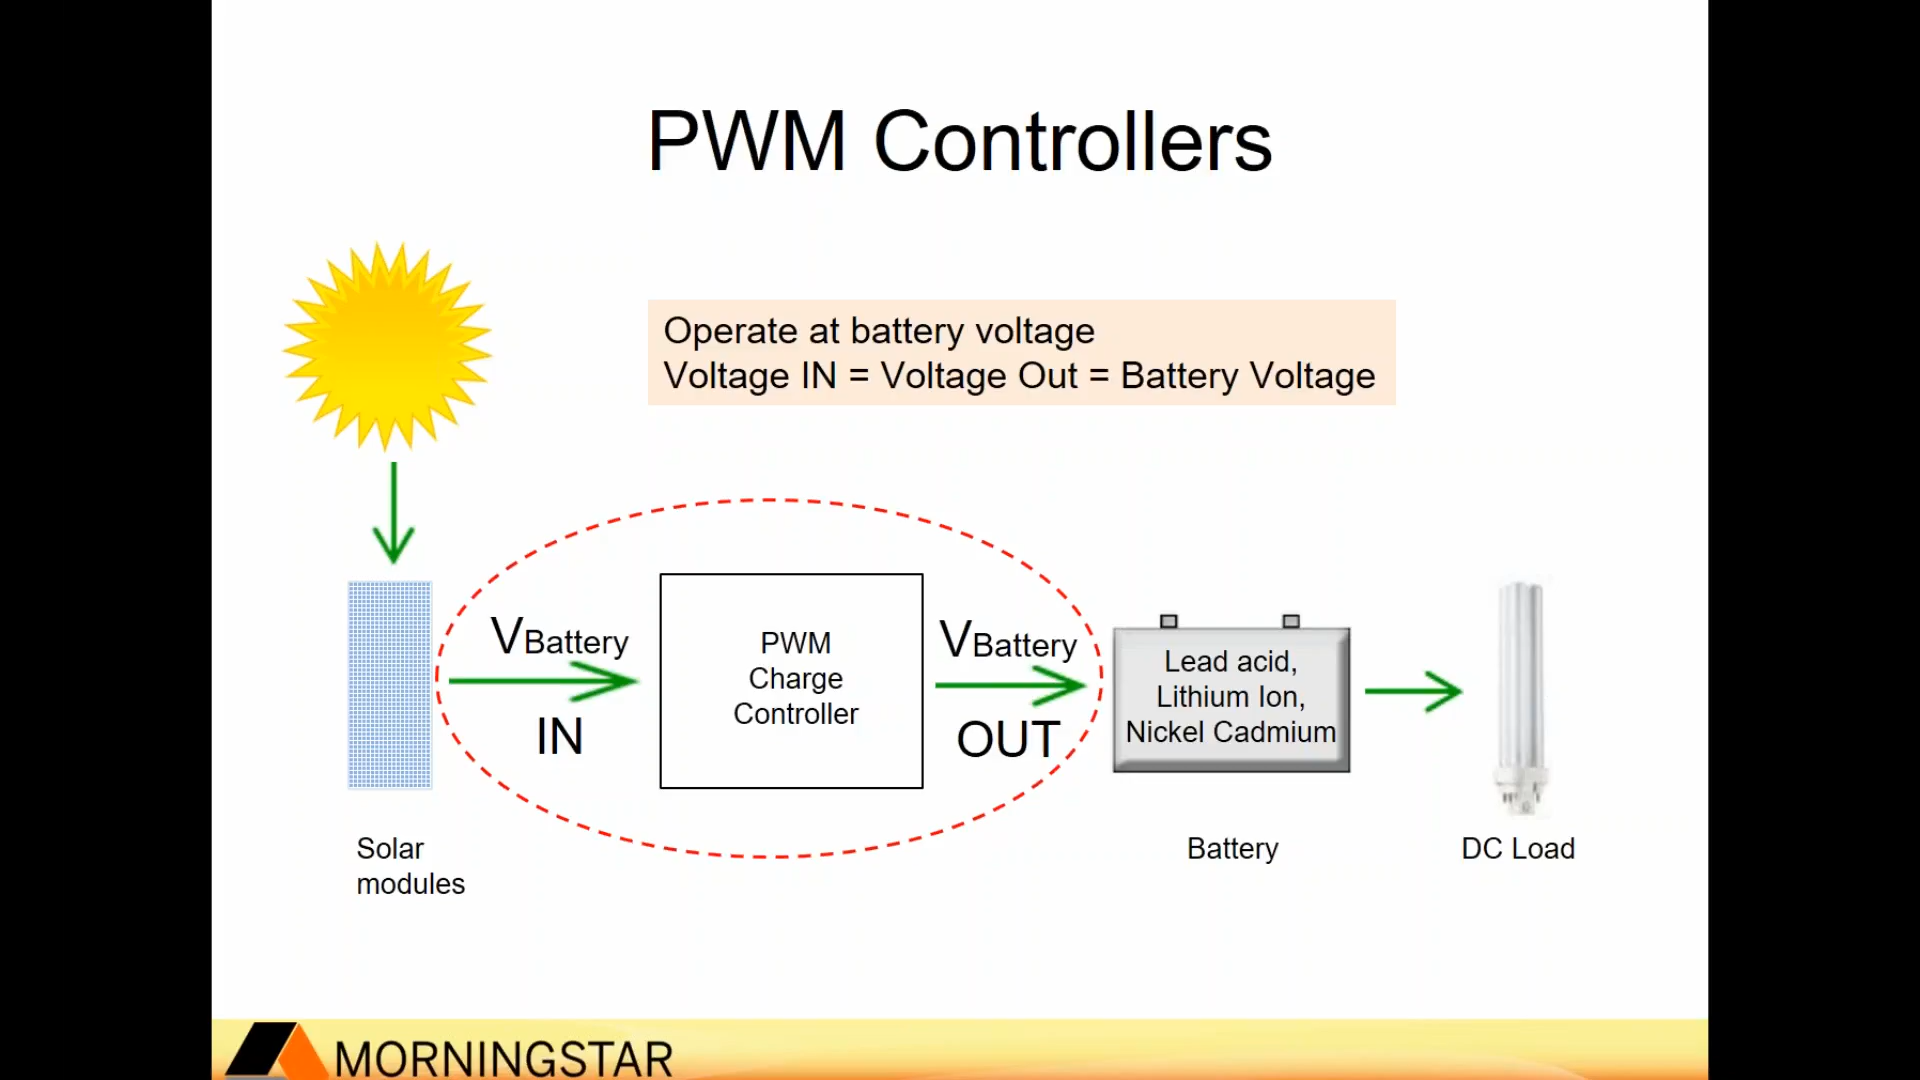 PWM Controllers
Operate at battery voltage
Voltage IN = Voltage Out = Battery Voltage
VBattery
IN
PWM
Charge
Controller
VBattery
OUT
Lead acid,
Lithium Ion,
Nickel Cadmium
Solar
modules
Battery
DC Load
MORNINGSTAR